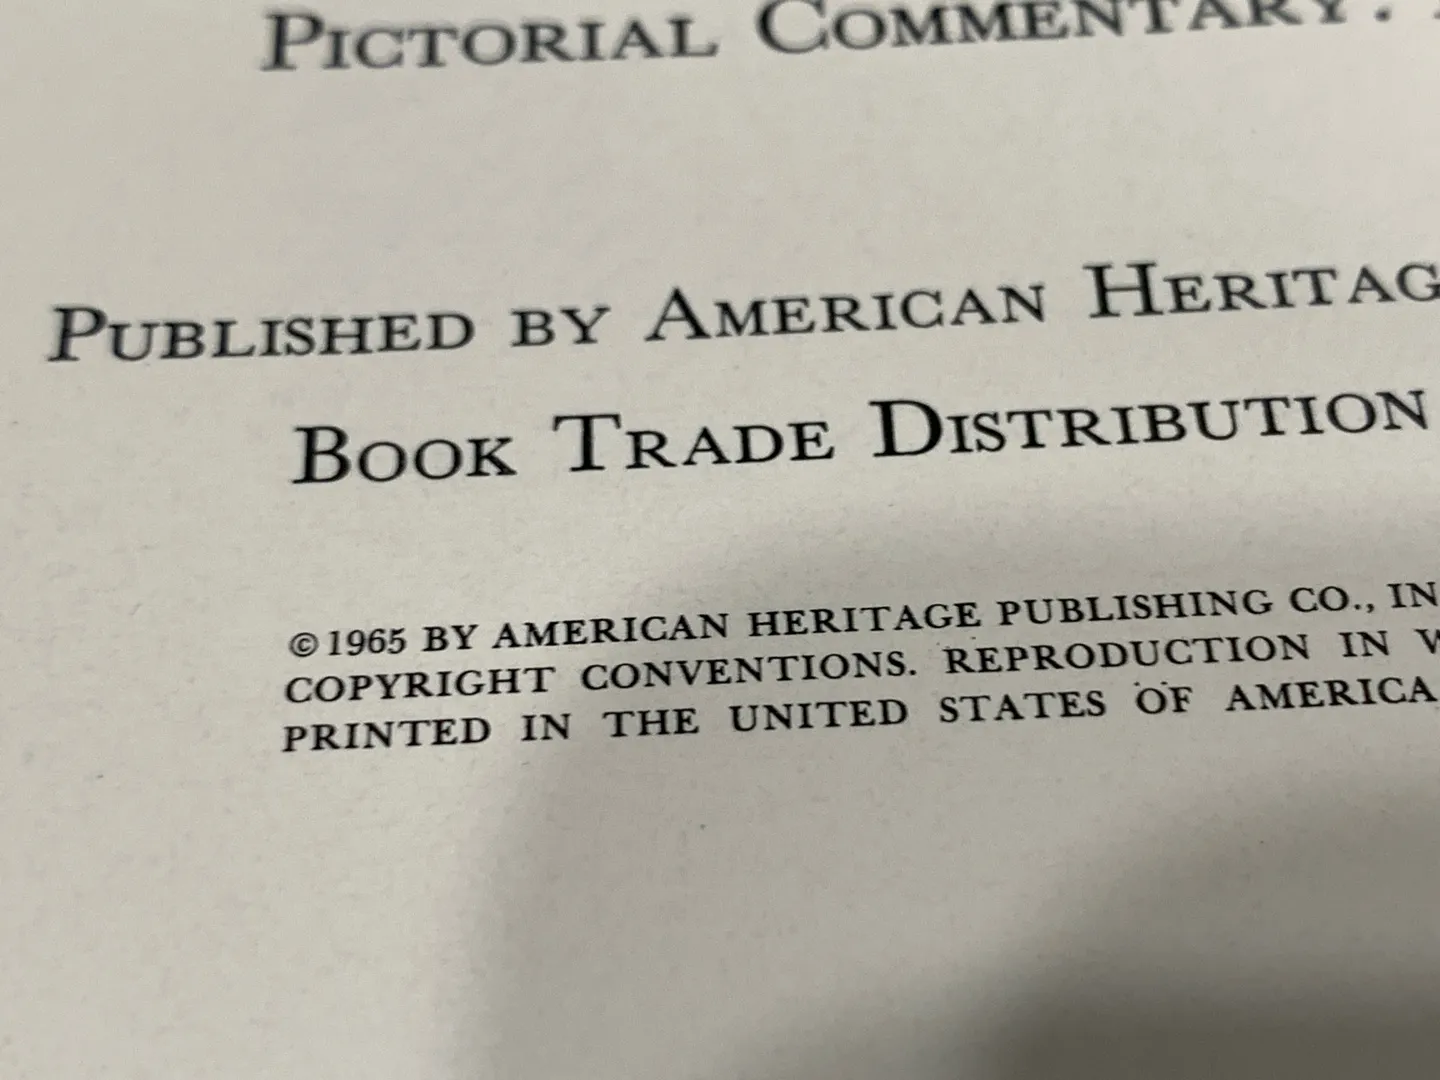 PICTORIAL COMMENTARY.
PUBLISHED BY AMERICAN HERITAG
BOOK TRADE DISTRIBUTION
©1965 BY AMERICAN HERITAGE PUBLISHING CO., IN
COPYRIGHT CONVENTIONS. REPRODUCTION IN W
PRINTED IN THE UNITED STATES OF AMERICA